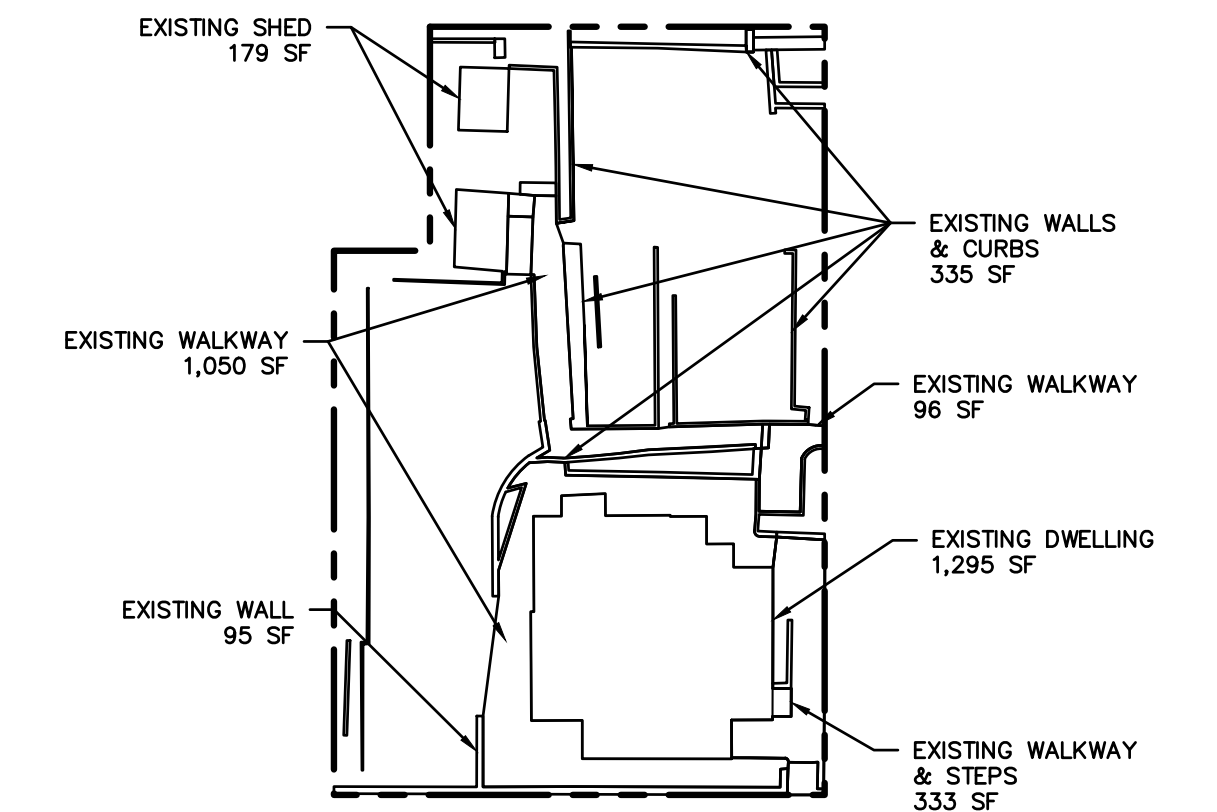 EXISTING SHED
179 SF
EXISTING WALLS
& CURBS
335 SF
EXISTING WALKWAY
1,050 SF
EXISTING WALKWAY
96 SF
EXISTING DWELLING
1,295 SF
EXISTING WALL
95 SF
EXISTING WALKWAY
& STEPS
333 SF